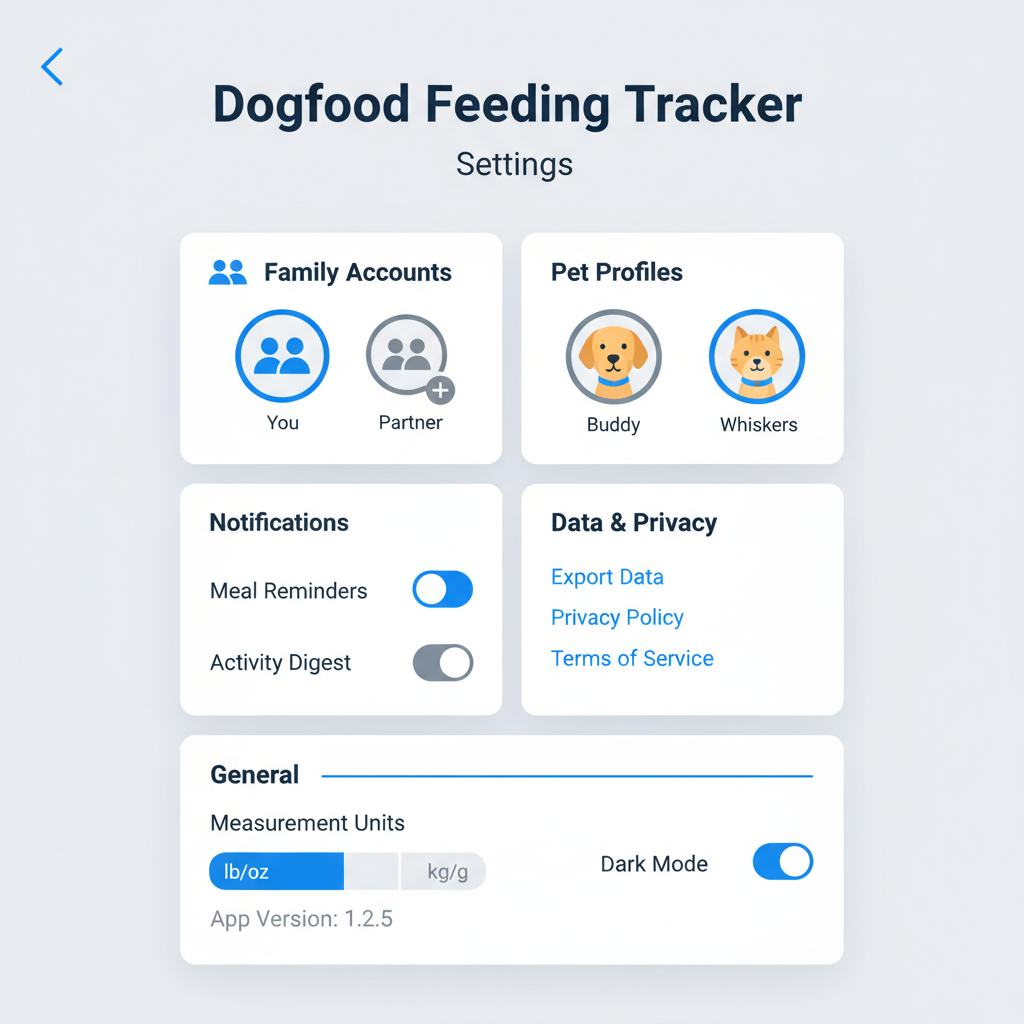 Dogfood Feeding Tracker
Settings
Family Accounts
You
Partner
Pet Profiles
Buddy
Whiskers
Notifications
Meal Reminders
Activity Digest
Data & Privacy
Export Data
Privacy Policy
Terms of Service
General
Measurement Units
lb/oz
kg/g
Dark Mode
App Version: 1.2.5